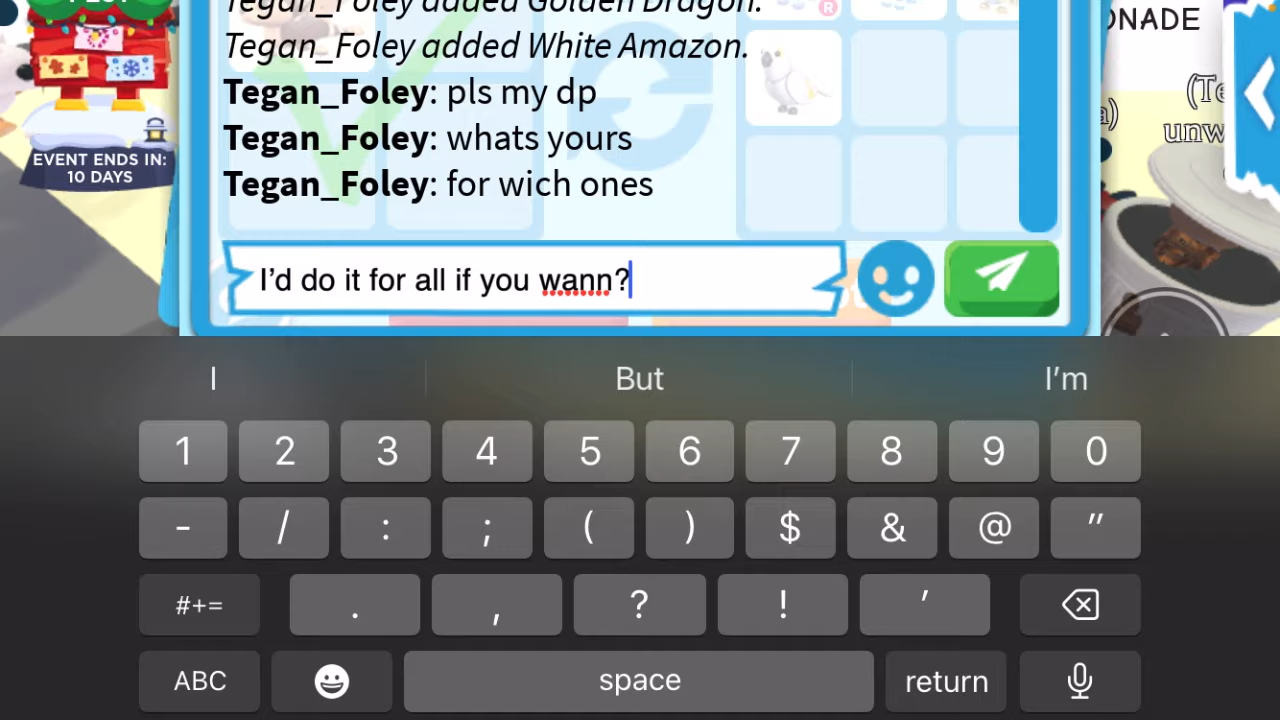 Tegan_Foley added Golden Dragon.
Tegan_Foley added White Amazon.
Tegan_Foley: pls my dp
Tegan_Foley: whats yours
Tegan_Foley: for wich ones
I'd do it for all if you wann?
EVENT ENDS IN:
10 DAYS
R
I
But
I'm
1 2 3 4 5 6 7 8 9 0
- / : ; ( ) $ & @ "
#+= . , ? ! '
ABC space return